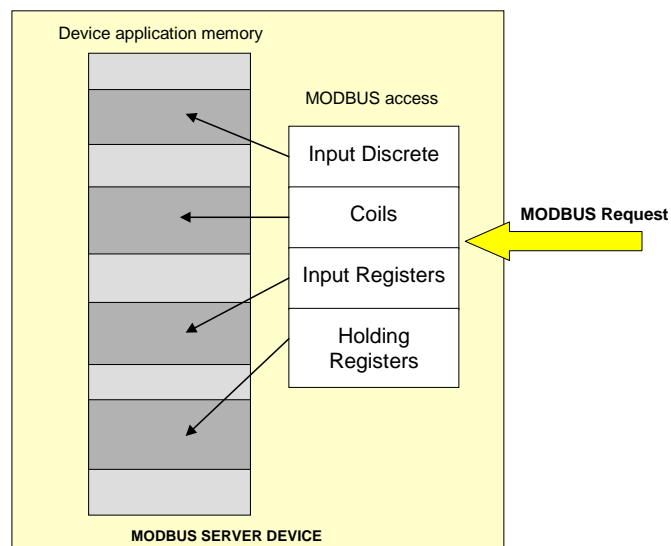 Device application memory
MODBUS access
Input Discrete
Coils
MODBUS Request
Input Registers
Holding
Registers
MODBUS SERVER DEVICE